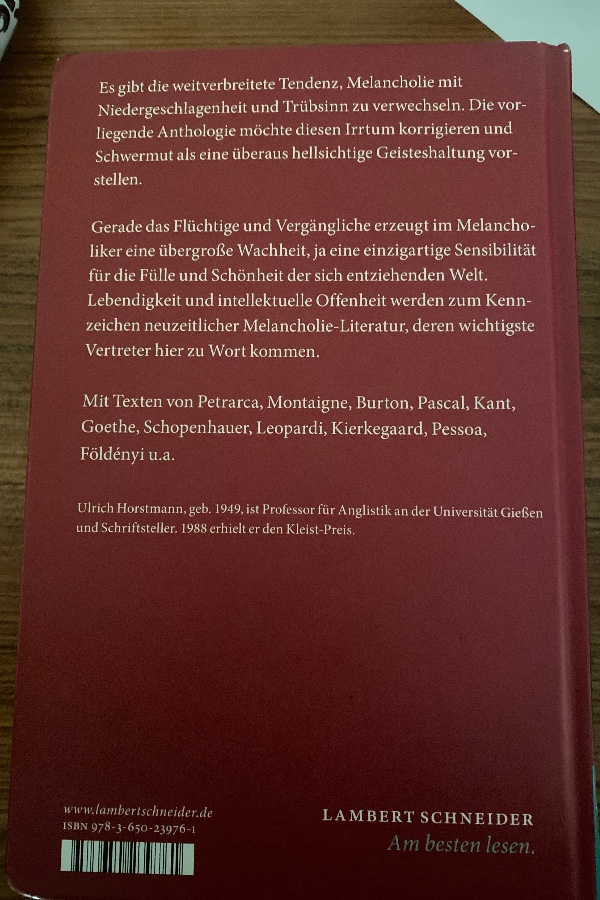 Es gibt die weitverbreitete Tendenz, Melancholie mit
Niedergeschlagenheit und Trübsinn zu verwechseln. Die vor-
liegende Anthologie möchte diesen Irrtum korrigieren und
Schwermut als eine überaus hellsichtige Geisteshaltung vor-
stellen.
Gerade das Flüchtige und Vergängliche erzeugt im Melancho-
liker eine übergroße Wachheit, ja eine einzigartige Sensibilität
für die Fülle und Schönheit der sich entziehenden Welt.
Lebendigkeit und intellektuelle Offenheit werden zum Kenn-
zeichen neuzeitlicher Melancholie-Literatur, deren wichtigste
Vertreter hier zu Wort kommen.
Mit Texten von Petrarca, Montaigne, Burton, Pascal, Kant,
Goethe, Schopenhauer, Leopardi, Kierkegaard, Pessoa,
Földényi u.a.
Ulrich Horstmann, geb. 1949, ist Professor für Anglistik an der Universität Gießen
und Schriftsteller. 1988 erhielt er den Kleist-Preis.
www.lambertschneider.de
ISBN 978-3-650-23976-1
LAMBERT SCHNEIDER
Am besten lesen.